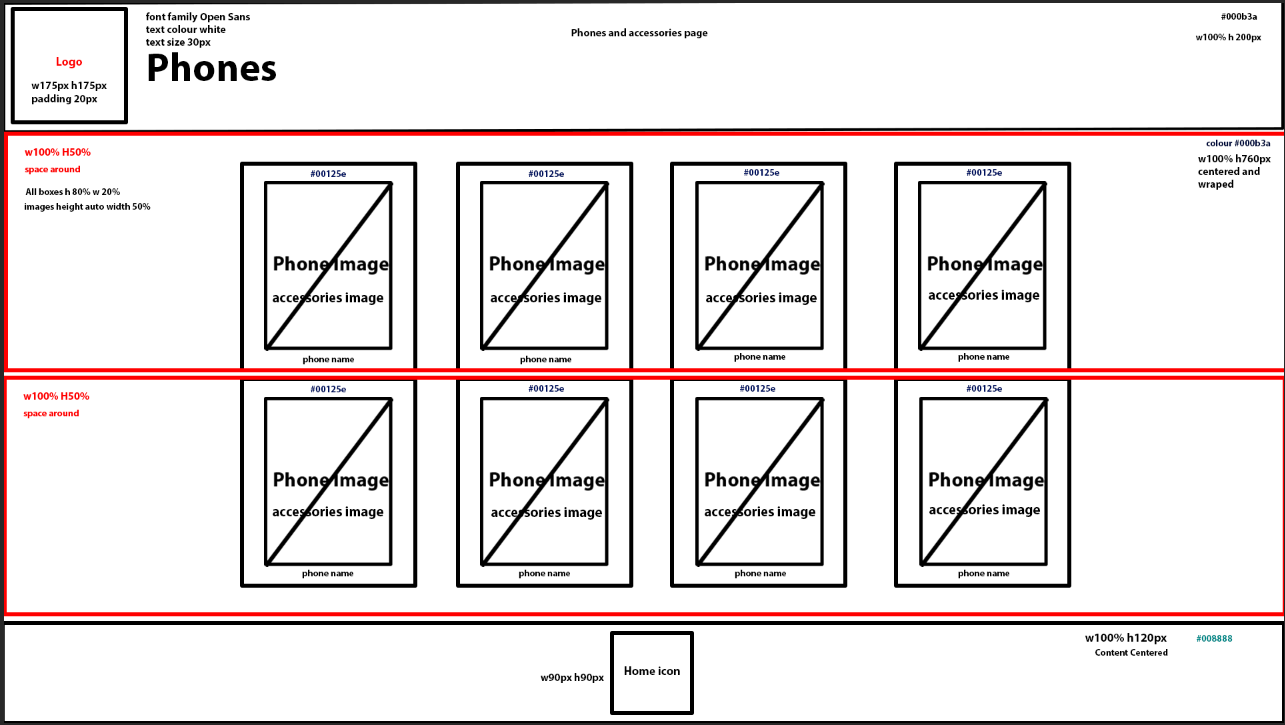 font family Open Sans
text colour white
text size 30px
Phones
Phones and accessories page
#000b3a
w100% h 200px
Logo
w175px h175px
padding 20px
w100% H50%
space around
All boxes h 80% w 20%
images height auto width 50%
colour #000b3a
w100% h760px
centered and
wraped
#00125e
Phone Image
accessories image
phone name
#00125e
Phone Image
accessories image
phone name
#00125e
Phone Image
accessories image
phone name
#00125e
Phone Image
accessories image
phone name
w100% H50%
space around
#00125e
Phone Image
accessories image
phone name
#00125e
Phone Image
accessories image
phone name
#00125e
Phone Image
accessories image
phone name
#00125e
Phone Image
accessories image
phone name
w90px h90px
Home icon
w100% h120px
#008888
Content Centered